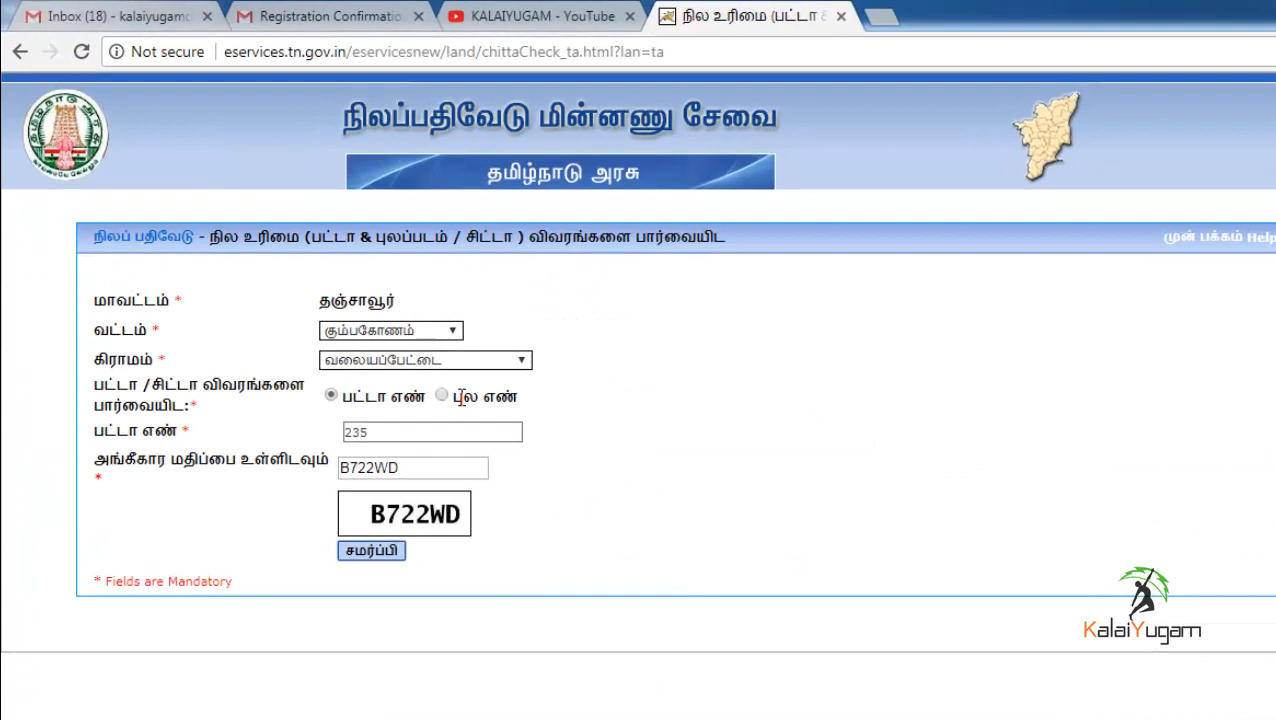 Inbox (18) - kalaiyugam
Registration Confirmatio
KALAIYUGAM - YouTube
நில உரிமை (பட்டா &
Not secure
eservices.tn.gov.in/eservicesnew/land/chittaCheck_ta.html?lan=ta
நிலப்பதிவேடு மின்னணு சேவை
தமிழ்நாடு அரசு
நிலப் பதிவேடு - நில உரிமை (பட்டா & புலப்படம் / சிட்டா ) விவரங்களை பார்வையிட
முன் பக்கம் Help
மாவட்டம் * தஞ்சாவூர்
வட்டம் * கும்பகோணம்
கிராமம் * வலையப்பேட்டை
பட்டா /சிட்டா விவரங்களை
பார்வையிட:* பட்டா எண் புல எண்
பட்டா எண் * 235
அங்கீகார மதிப்பை உள்ளிடவும்
* B722WD
B722WD
சமர்ப்பி
* Fields are Mandatory
KalaiYugam